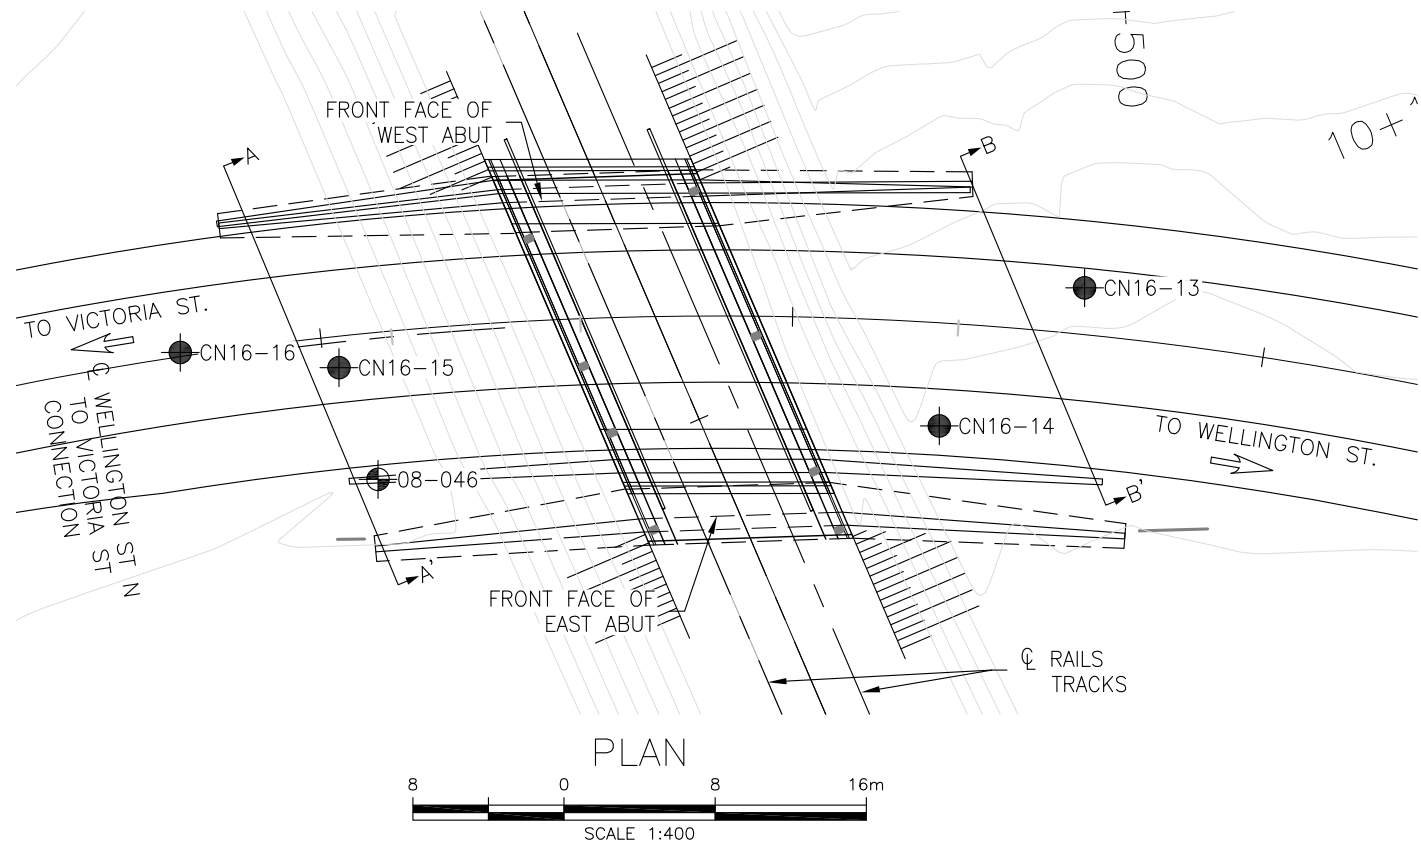 +500
10+
FRONT FACE OF
WEST ABUT
A
B
CN16-13
TO VICTORIA ST.
CN16-16
CN16-15
CN16-14
TO WELLINGTON ST.
℄ WELLINGTON ST N
TO VICTORIA ST
CONNECTION
08-046
B'
A'
FRONT FACE OF
EAST ABUT
℄ RAILS
TRACKS
PLAN
8 0 8 16m
SCALE 1:400